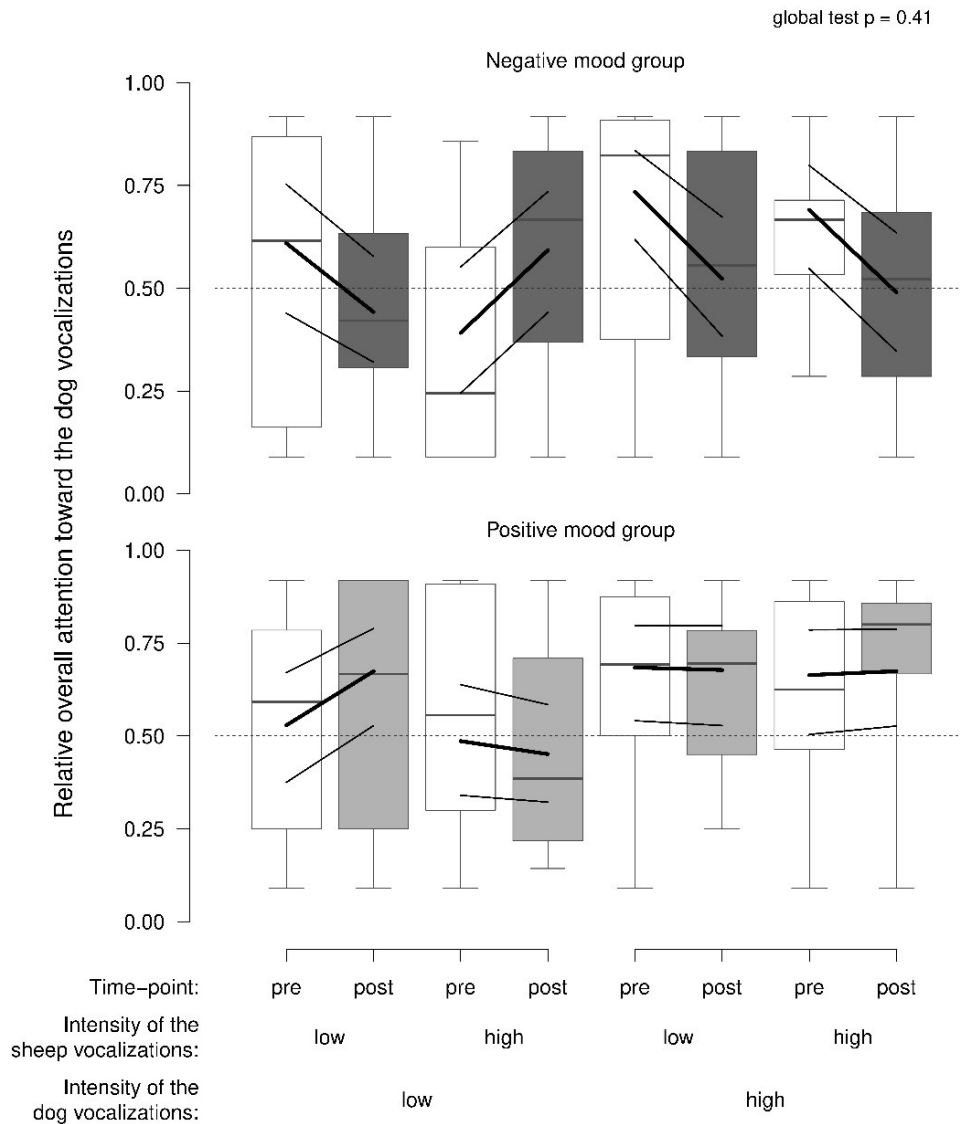 global test p = 0.41
Negative mood group
1.00
0.75
0.50
0.25
0.00
Relative overall attention toward the dog vocalizations
Positive mood group
1.00
0.75
0.50
0.25
0.00
Time−point: pre post pre post pre post pre post
Intensity of the
sheep vocalizations: low high low high
Intensity of the
dog vocalizations: low high